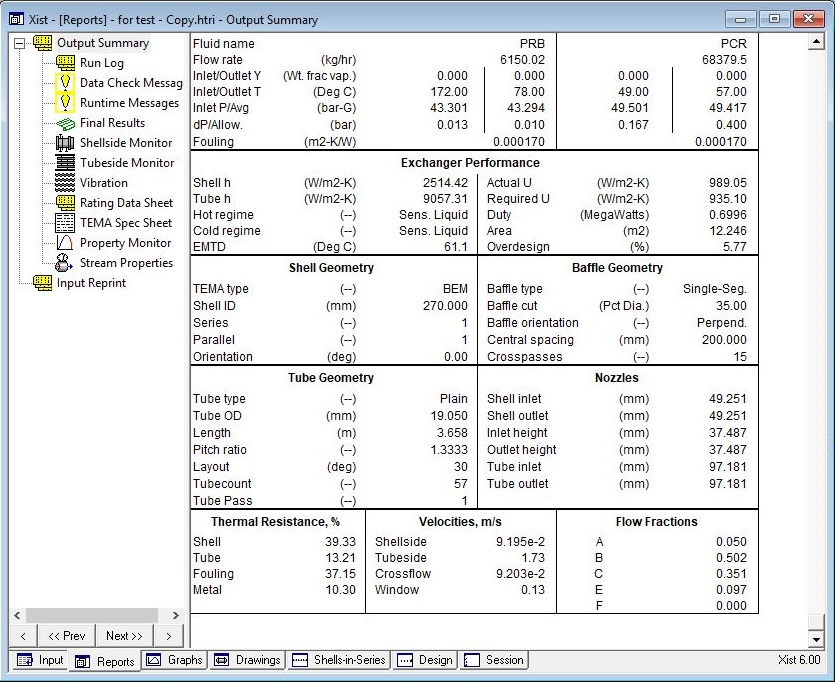 Xist - [Reports] - for test - Copy.htri - Output Summary
Output Summary
Run Log
Data Check Messag
Runtime Messages
Final Results
Shellside Monitor
Tubeside Monitor
Vibration
Rating Data Sheet
TEMA Spec Sheet
Property Monitor
Stream Properties
Input Reprint
Fluid name PRB PCR
Flow rate (kg/hr) 6150.02 68379.5
Inlet/Outlet Y (Wt. frac vap.) 0.000 0.000 0.000 0.000
Inlet/Outlet T (Deg C) 172.00 78.00 49.00 57.00
Inlet P/Avg (bar-G) 43.301 43.294 49.501 49.417
dP/Allow. (bar) 0.013 0.010 0.167 0.400
Fouling (m2-K/W) 0.000170 0.000170
Exchanger Performance
Shell h (W/m2-K) 2514.42 Actual U (W/m2-K) 989.05
Tube h (W/m2-K) 9057.31 Required U (W/m2-K) 935.10
Hot regime (--) Sens. Liquid Duty (MegaWatts) 0.6996
Cold regime (--) Sens. Liquid Area (m2) 12.246
EMTD (Deg C) 61.1 Overdesign (%) 5.77
Shell Geometry Baffle Geometry
TEMA type (--) BEM Baffle type (--) Single-Seg.
Shell ID (mm) 270.000 Baffle cut (Pct Dia.) 35.00
Series (--) 1 Baffle orientation (--) Perpend.
Parallel (--) 1 Central spacing (mm) 200.000
Orientation (deg) 0.00 Crosspasses (--) 15
Tube Geometry Nozzles
Tube type (--) Plain Shell inlet (mm) 49.251
Tube OD (mm) 19.050 Shell outlet (mm) 49.251
Length (m) 3.658 Inlet height (mm) 37.487
Pitch ratio (--) 1.3333 Outlet height (mm) 37.487
Layout (deg) 30 Tube inlet (mm) 97.181
Tubecount (--) 57 Tube outlet (mm) 97.181
Tube Pass (--) 1
Thermal Resistance, % Velocities, m/s Flow Fractions
Shell 39.33 Shellside 9.195e-2 A 0.050
Tube 13.21 Tubeside 1.73 B 0.502
Fouling 37.15 Crossflow 9.203e-2 C 0.351
Metal 10.30 Window 0.13 E 0.097
F 0.000
< << Prev Next >> >
Input Reports Graphs Drawings Shells-in-Series Design Session Xist 6.00